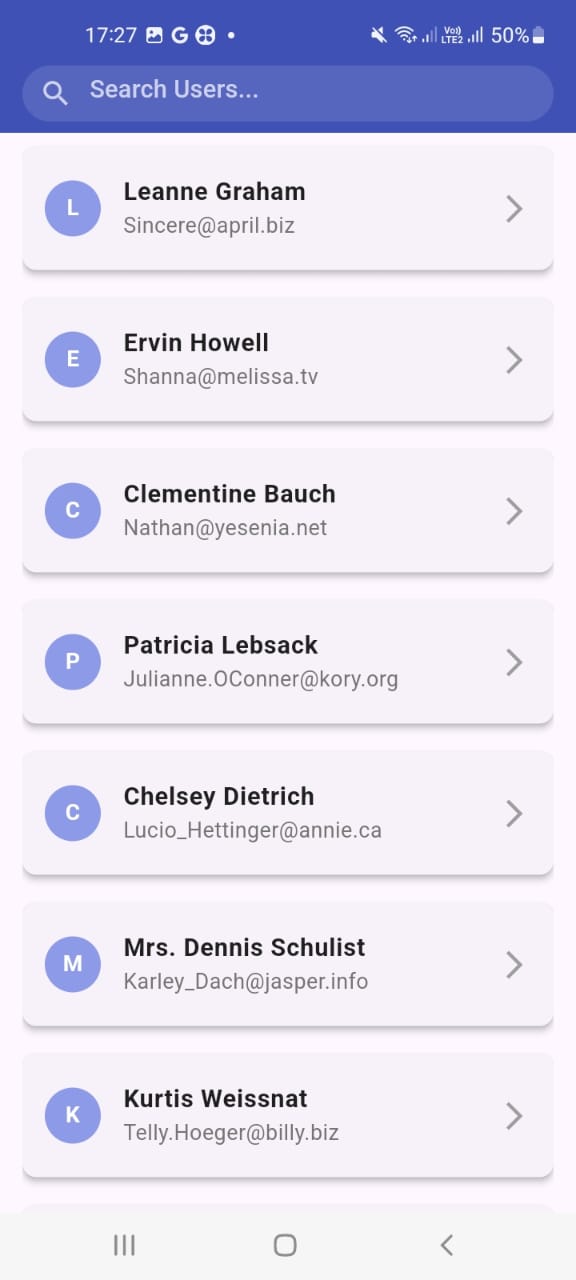 17:27 G Vo)) LTE2 50%
Search Users...
L
Leanne Graham
Sincere@april.biz
E
Ervin Howell
Shanna@melissa.tv
C
Clementine Bauch
Nathan@yesenia.net
P
Patricia Lebsack
Julianne.OConner@kory.org
C
Chelsey Dietrich
Lucio_Hettinger@annie.ca
M
Mrs. Dennis Schulist
Karley_Dach@jasper.info
K
Kurtis Weissnat
Telly.Hoeger@billy.biz